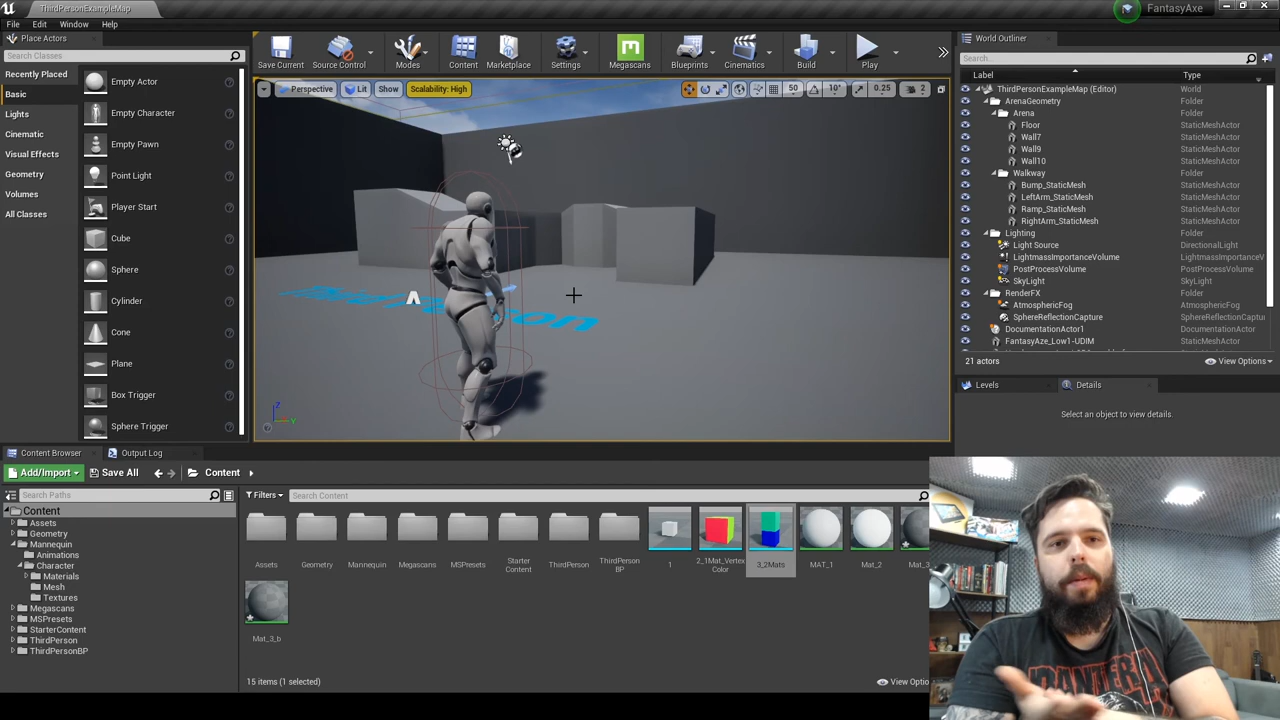 ThirdPersonExampleMap
FantasyAxe
File Edit Window Help
Place Actors
Search Classes
Recently Placed
Basic
Lights
Cinematic
Visual Effects
Geometry
Volumes
All Classes
Empty Actor
Empty Character
Empty Pawn
Point Light
Player Start
Cube
Sphere
Cylinder
Cone
Plane
Box Trigger
Sphere Trigger
Save Current
Source Control
Modes
Content
Marketplace
Settings
Megascans
Blueprints
Cinematics
Build
Play
Perspective Lit Show Scalability: High
50 10° 0.25 2
World Outliner
Search...
Label Type
ThirdPersonExampleMap (Editor) World
ArenaGeometry Folder
Arena Folder
Floor StaticMeshActor
Wall7 StaticMeshActor
Wall9 StaticMeshActor
Wall10 StaticMeshActor
Walkway Folder
Bump_StaticMesh StaticMeshActor
LeftArm_StaticMesh StaticMeshActor
Ramp_StaticMesh StaticMeshActor
RightArm_StaticMesh StaticMeshActor
Lighting Folder
Light Source DirectionalLight
LightmassImportanceVolume LightmassImportanceV
PostProcessVolume PostProcessVolume
SkyLight SkyLight
RenderFX Folder
AtmosphericFog AtmosphericFog
SphereReflectionCapture SphereReflectionCaptu
DocumentationActor1 DocumentationActor
FantasyAze_Low1-UDIM StaticMeshActor
21 actors View Options
Levels Details
Select an object to view details.
Content Browser Output Log
Add/Import Save All Content
Search Paths
Content
Assets
Geometry
Mannequin
Animations
Character
Materials
Mesh
Textures
Megascans
MSPresets
StarterContent
ThirdPerson
ThirdPersonBP
Filters Search Content
Assets
Geometry
Mannequin
Megascans
MSPresets
Starter Content
ThirdPerson
ThirdPerson BP
1
2_1Mat_Vertex Color
3_2Mats
MAT_1
Mat_2
Mat_3
Mat_3_b
15 items (1 selected) View Optio
PANTERA